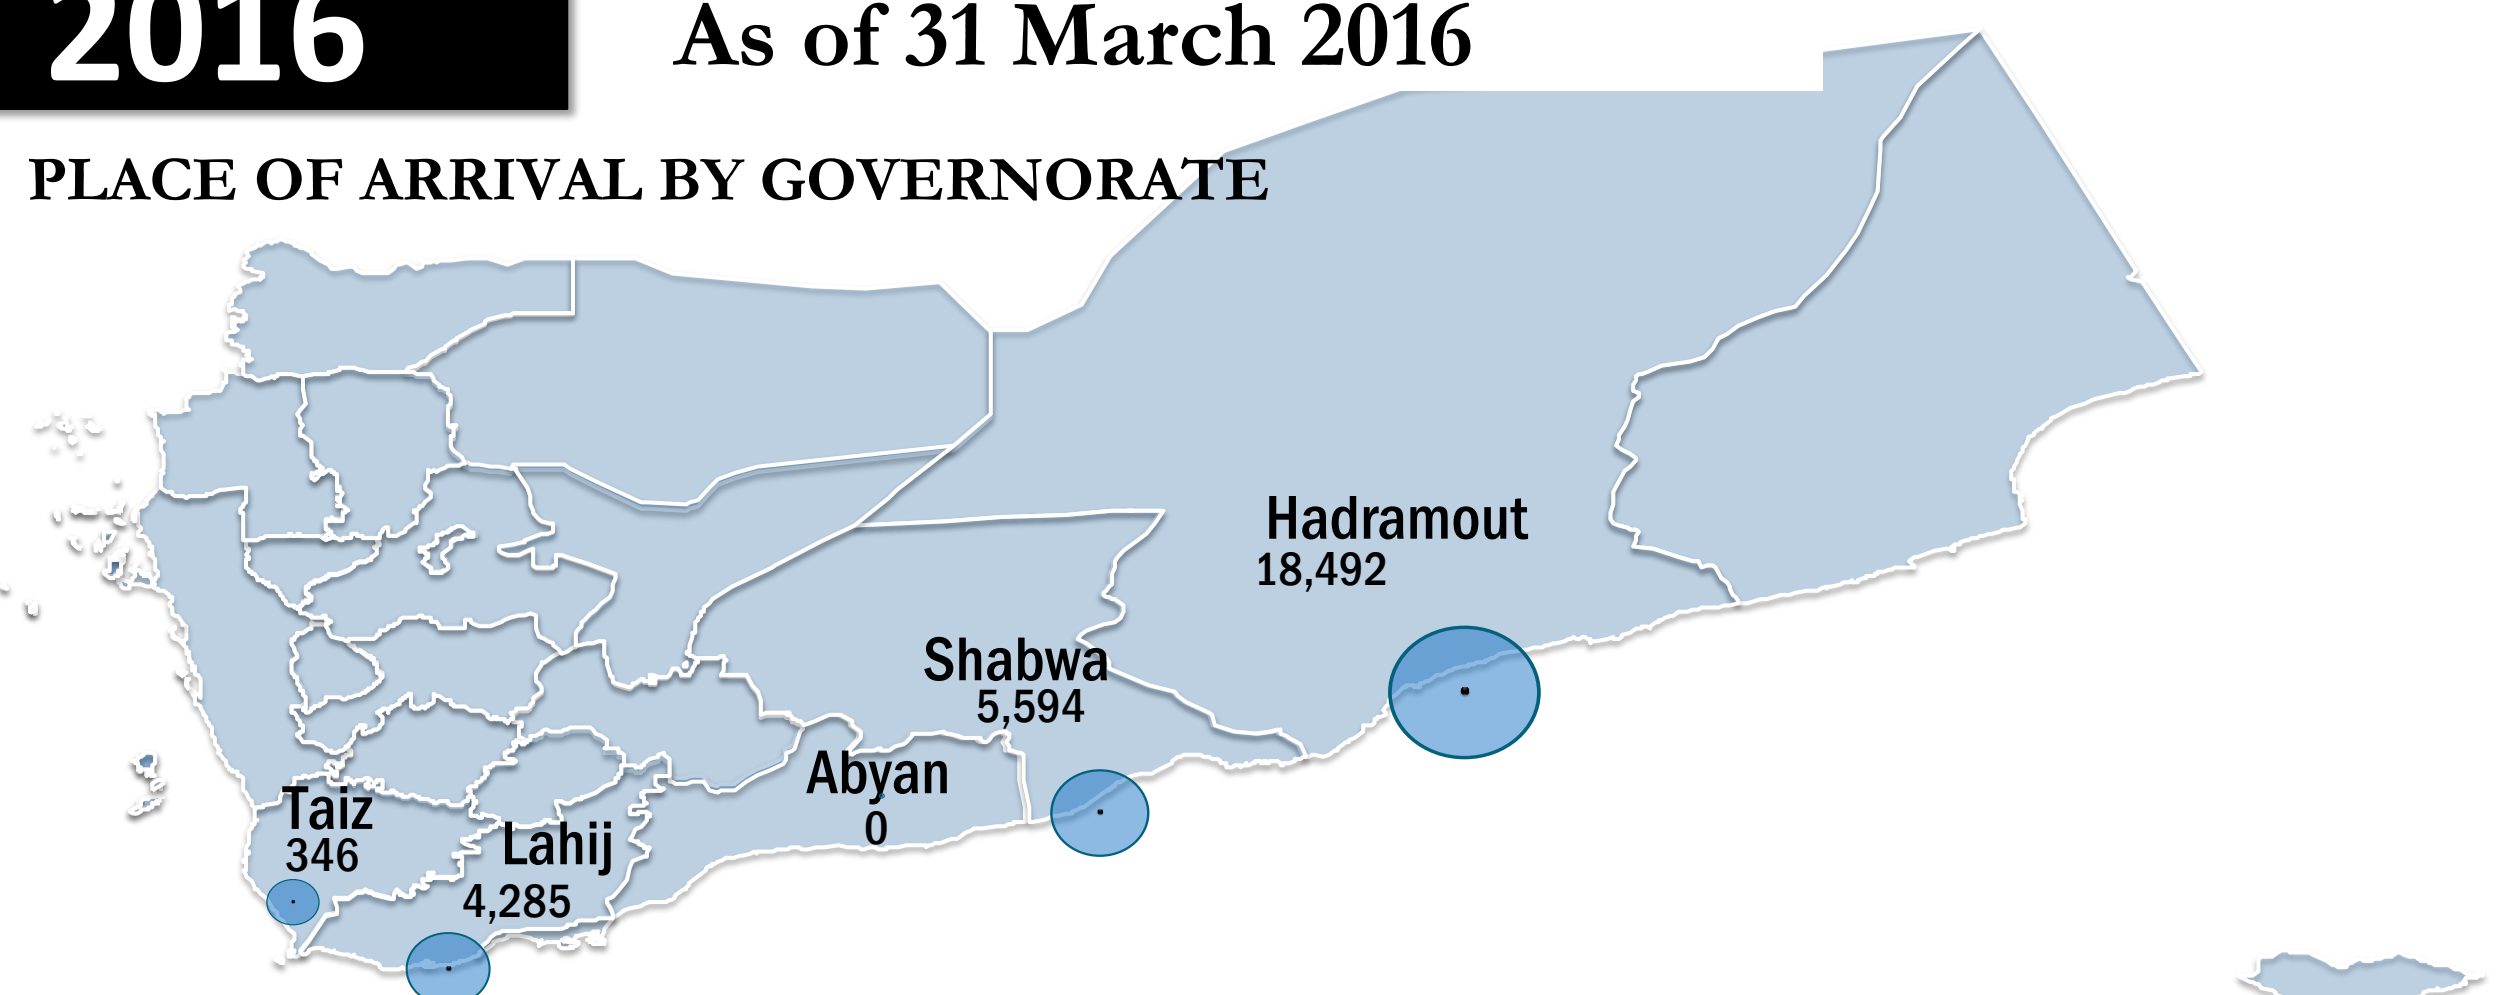 2016
As of 31 March 2016
PLACE OF ARRIVAL BY GOVERNORATE
Hadramout
18,492
Shabwa
5,594
Abyan
0
Taiz
346
Lahij
4,285